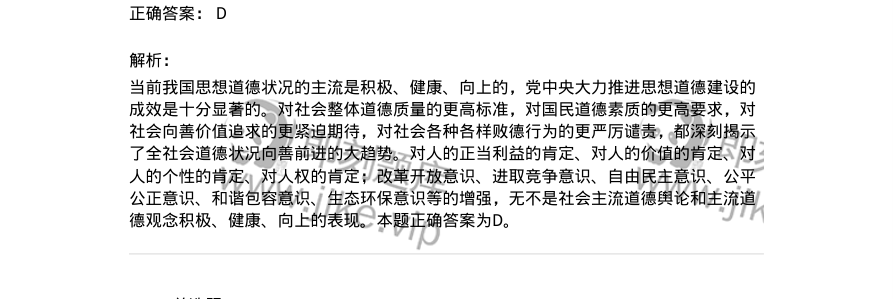 正确答案： D
解析：
当前我国思想道德状况的主流是积极、健康、向上的，党中央大力推进思想道德建设的
成效是十分显著的。对社会整体道德质量的更高标准，对国民道德素质的更高要求，对
社会向善价值追求的更紧迫期待，对社会各种各样败德行为的更严厉谴责，都深刻揭示
了全社会道德状况向善前进的大趋势。对人的正当利益的肯定、对人的价值的肯定、对
人的个性的肯定、对人权的肯定；改革开放意识、进取竞争意识、自由民主意识、公平
公正意识、和谐包容意识、生态环保意识等的增强，无不是社会主流道德舆论和主流道
德观念积极、健康、向上的表现。本题正确答案为D。
即刻题库
www.jike.vip
即刻
www.jik